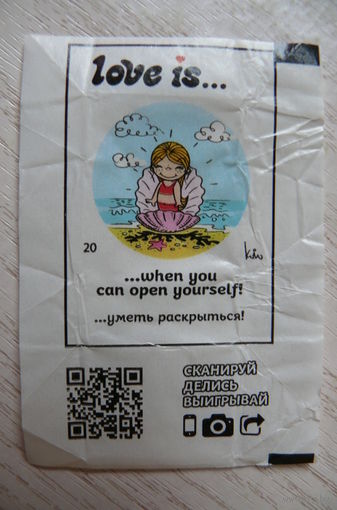 love is...
20
...when you
can open yourself!
...уметь раскрыться!
СКАНИРУЙ
ДЕЛИСЬ
ВЫИГРЫВАЙ